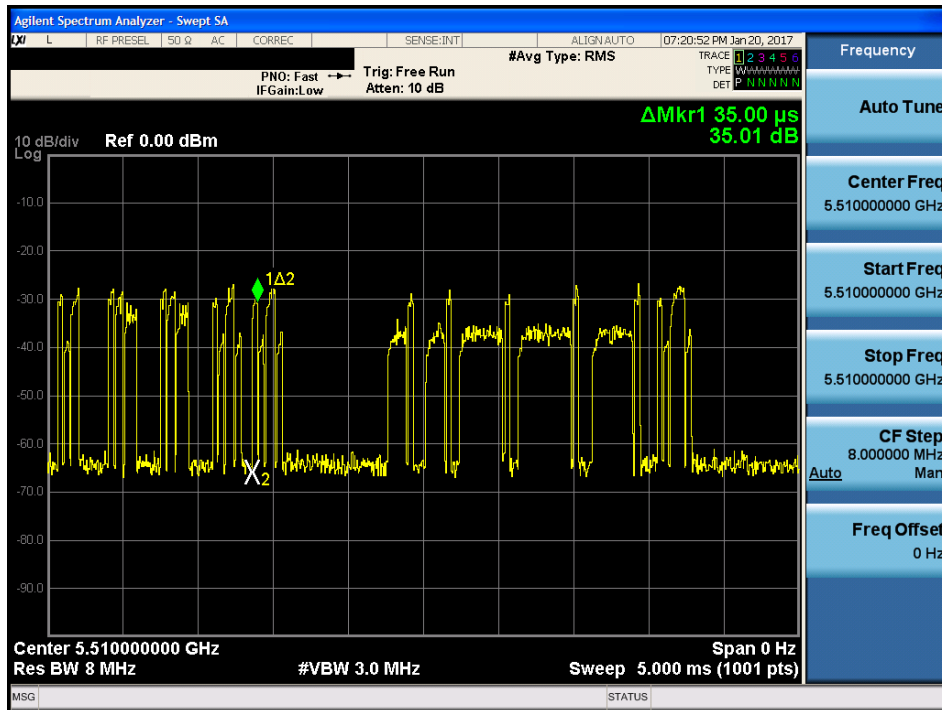 Agilent Spectrum Analyzer - Swept SA
LXI L RF PRESEL 50 Ω AC CORREC SENSE:INT ALIGN AUTO 07:20:52 PM Jan 20, 2017
PNO: Fast
IFGain:Low
Trig: Free Run
Atten: 10 dB
#Avg Type: RMS
TRACE 1 2 3 4 5 6
TYPE W
DET P N N N N N
ΔMkr1 35.00 µs
35.01 dB
10 dB/div Ref 0.00 dBm
Log
-10.0
-20.0
-30.0
-40.0
-50.0
-60.0
-70.0
-80.0
-90.0
1Δ2
X2
Center 5.510000000 GHz Span 0 Hz
Res BW 8 MHz #VBW 3.0 MHz Sweep 5.000 ms (1001 pts)
MSG STATUS
Frequency
Auto Tune
Center Freq
5.510000000 GHz
Start Freq
5.510000000 GHz
Stop Freq
5.510000000 GHz
CF Step
8.000000 MHz
Auto Man
Freq Offset
0 Hz